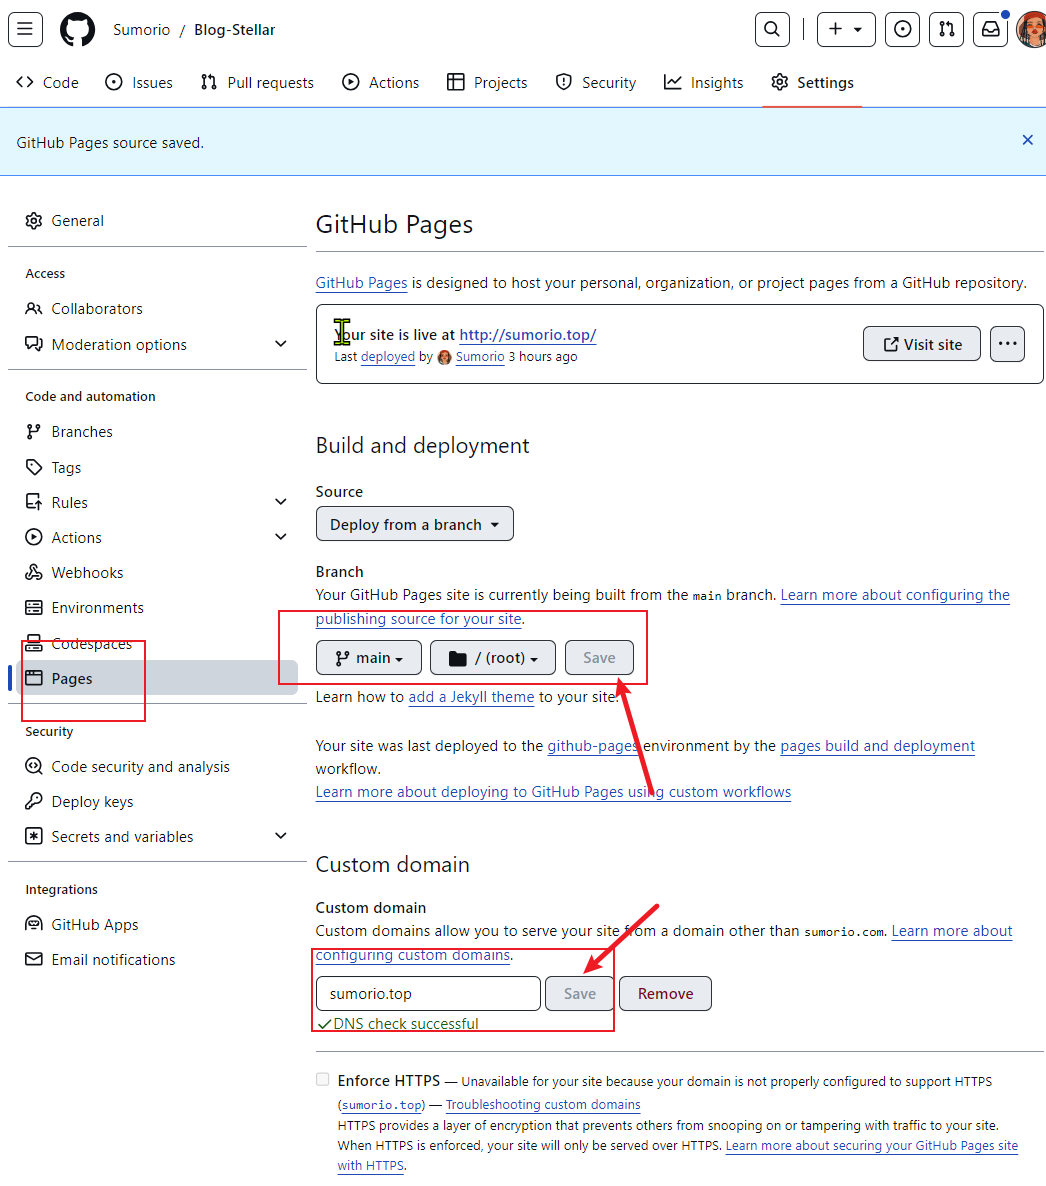 Sumorio / Blog-Stellar
Code Issues Pull requests Actions Projects Security Insights Settings
GitHub Pages source saved.
General
Access
Collaborators
Moderation options
Code and automation
Branches
Tags
Rules
Actions
Webhooks
Environments
Codespaces
Pages
Security
Code security and analysis
Deploy keys
Secrets and variables
Integrations
GitHub Apps
Email notifications
GitHub Pages
GitHub Pages is designed to host your personal, organization, or project pages from a GitHub repository.
Your site is live at http://sumorio.top/
Last deployed by Sumorio 3 hours ago
Visit site
Build and deployment
Source
Deploy from a branch
Branch
Your GitHub Pages site is currently being built from the main branch. Learn more about configuring the
publishing source for your site.
main / (root) Save
Learn how to add a Jekyll theme to your site.
Your site was last deployed to the github-pages environment by the pages build and deployment
workflow.
Learn more about deploying to GitHub Pages using custom workflows
Custom domain
Custom domain
Custom domains allow you to serve your site from a domain other than sumorio.com. Learn more about
configuring custom domains.
sumorio.top Save Remove
DNS check successful
Enforce HTTPS — Unavailable for your site because your domain is not properly configured to support HTTPS
(sumorio.top) — Troubleshooting custom domains
HTTPS provides a layer of encryption that prevents others from snooping on or tampering with traffic to your site.
When HTTPS is enforced, your site will only be served over HTTPS. Learn more about securing your GitHub Pages site
with HTTPS.